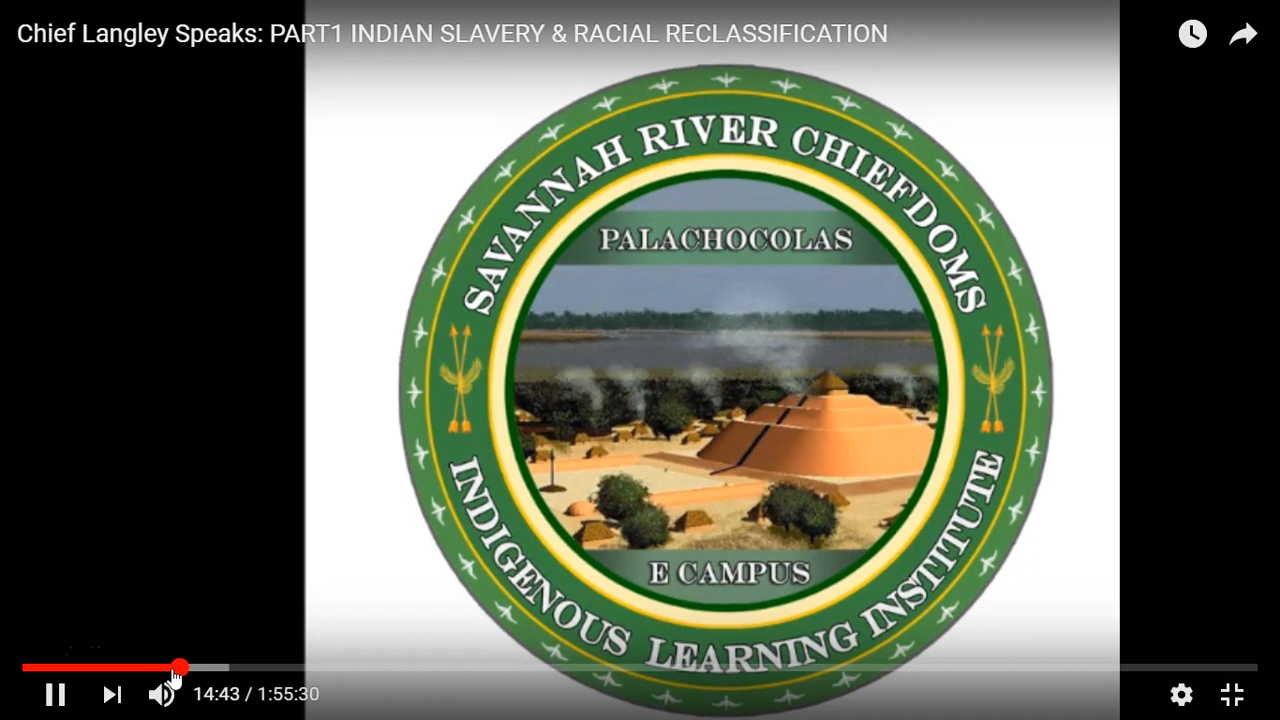 Chief Langley Speaks: PART1 INDIAN SLAVERY & RACIAL RECLASSIFICATION
SAVANNAH RIVER CHIEFDOMS
PALACHOCOLAS
E CAMPUS
INDIGENOUS LEARNING INSTITUTE
14:43 / 1:55:30